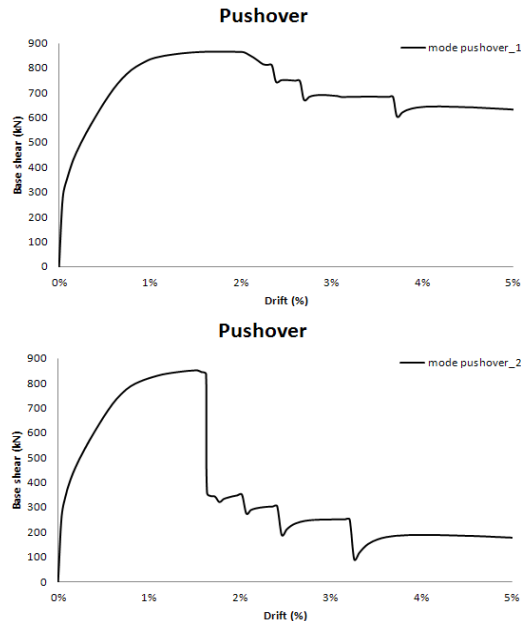 Pushover
mode pushover_1
Base shear (kN)
900
800
700
600
500
400
300
200
100
0
0% 1% 2% 3% 4% 5%
Drift (%)
Pushover
mode pushover_2
Base shear (kN)
900
800
700
600
500
400
300
200
100
0
0% 1% 2% 3% 4% 5%
Drift (%)